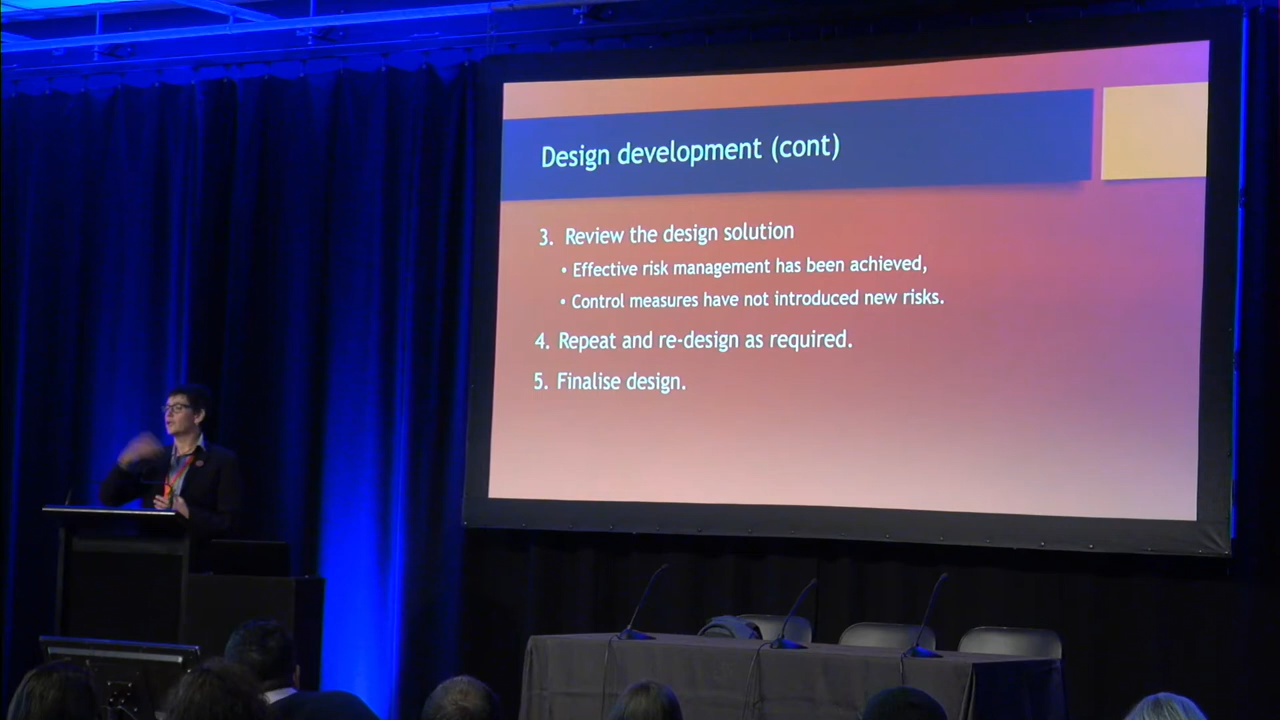 Design development (cont)
3. Review the design solution
• Effective risk management has been achieved,
• Control measures have not introduced new risks.
4. Repeat and re-design as required.
5. Finalise design.